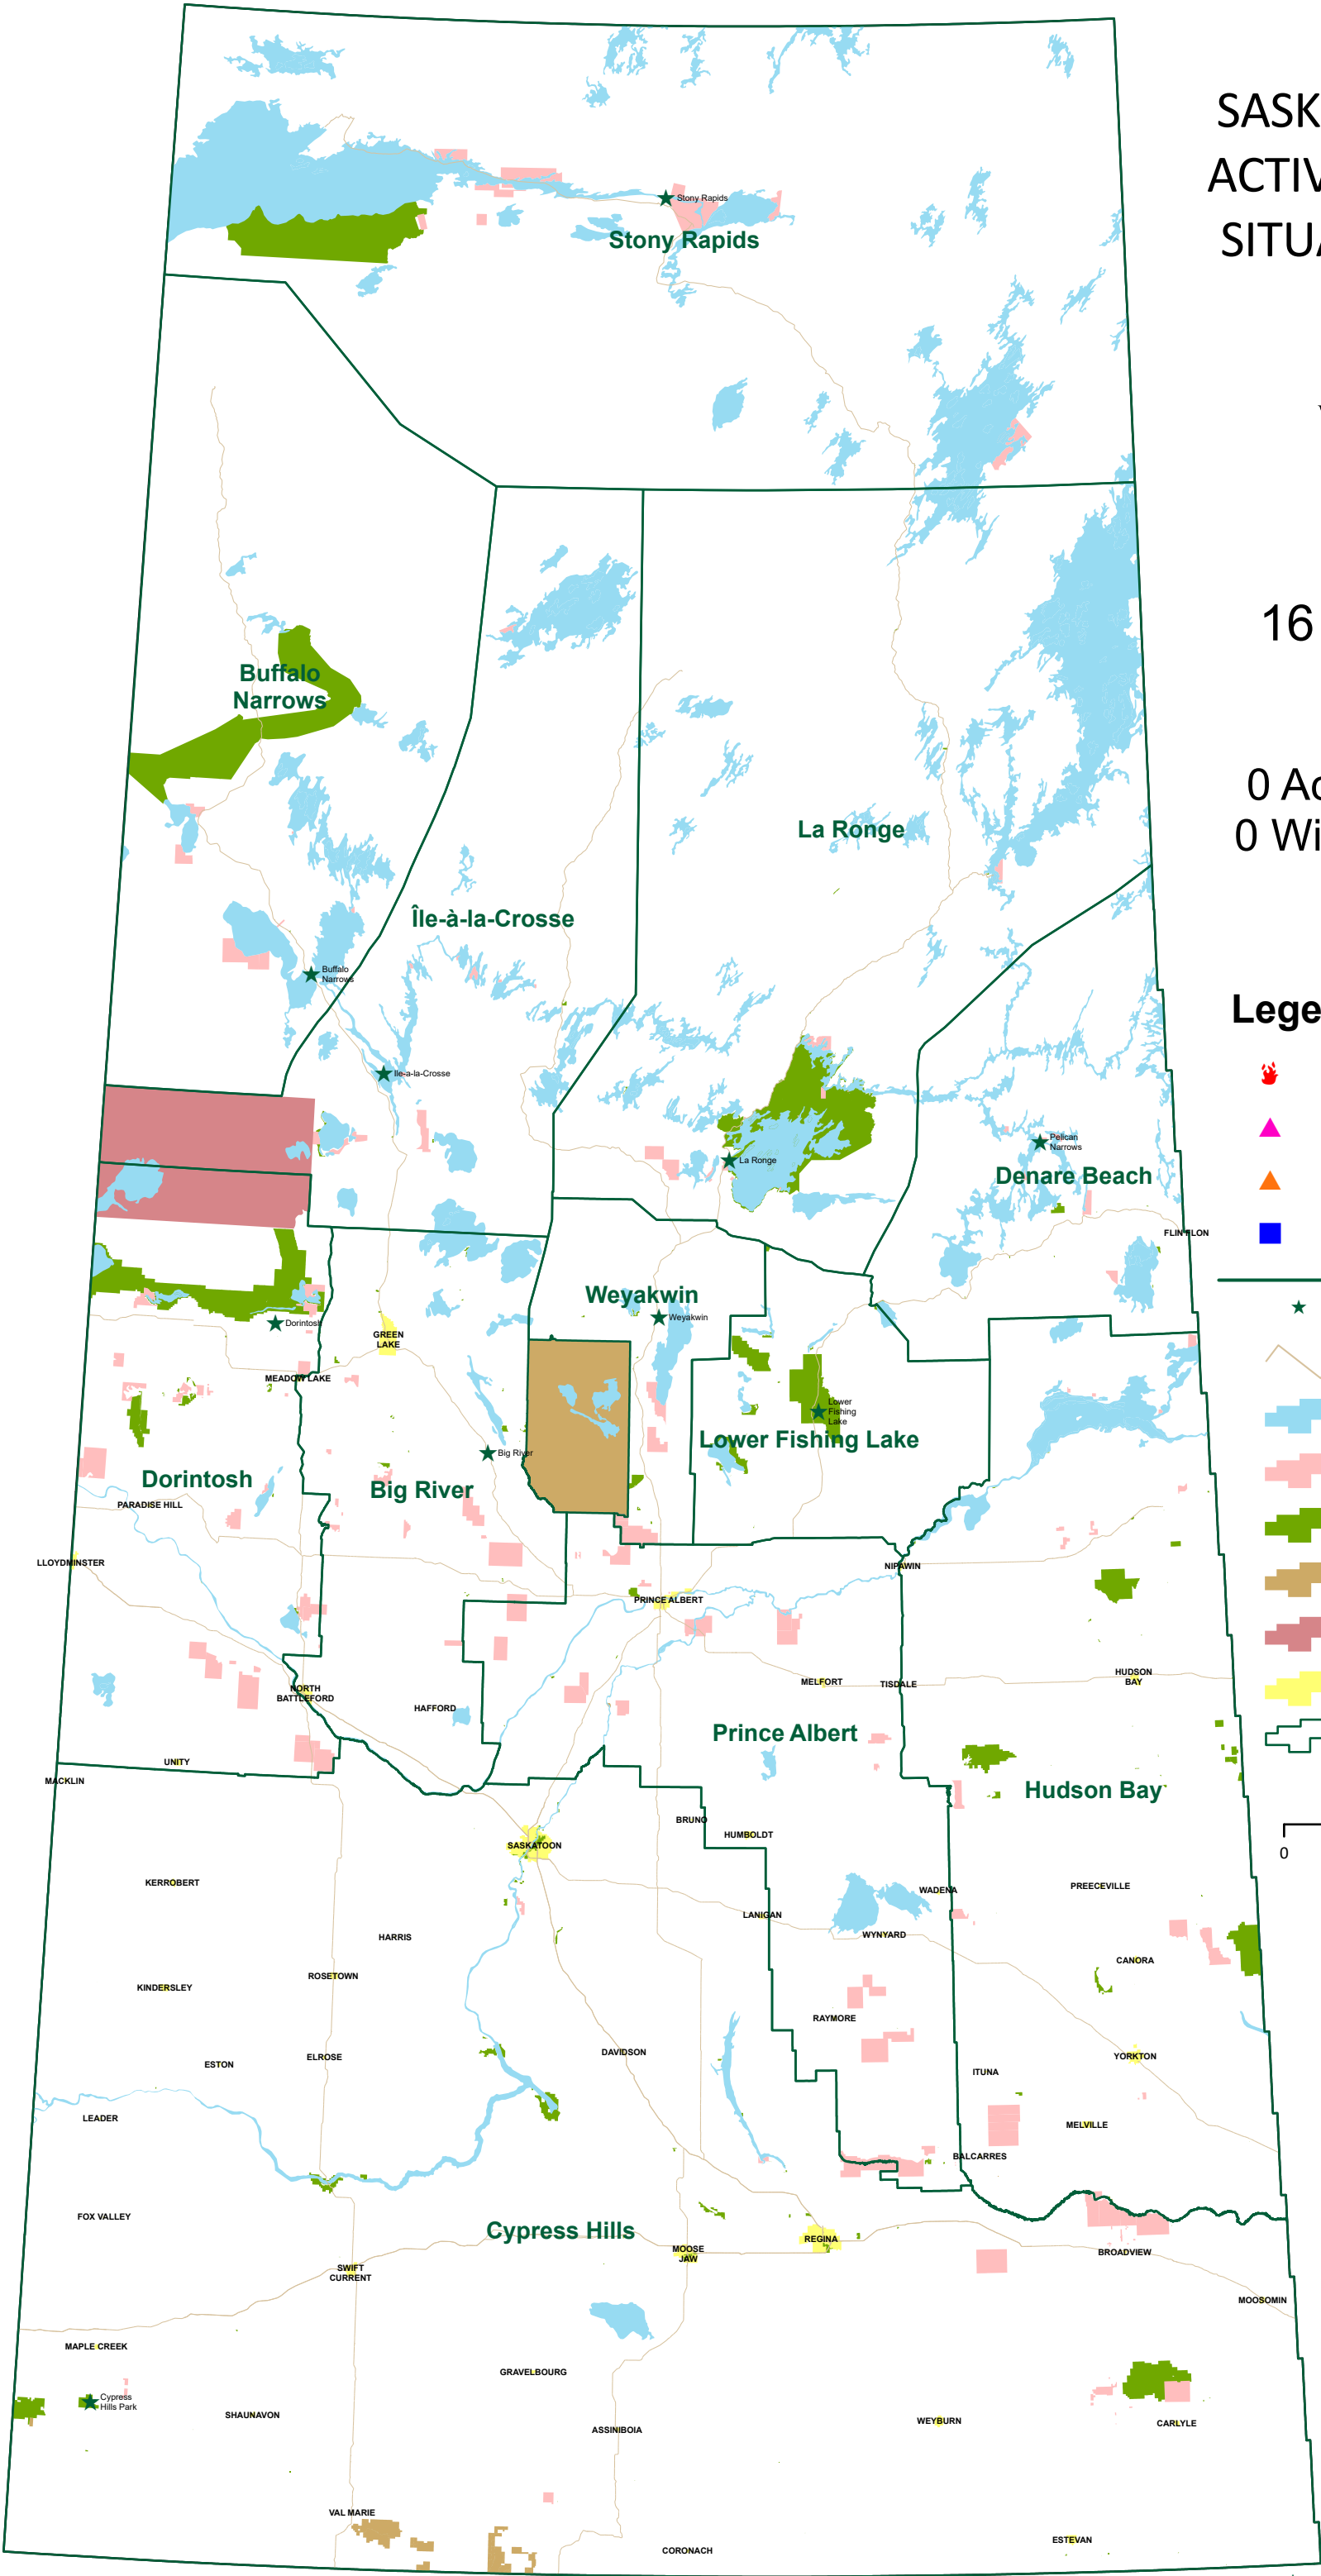 SASK
ACTIV
SITUA
16
0 Ac
0 Wi
Lege
0
Stony Rapids
Stony Rapids
Buffalo
Narrows
La Ronge
Île-à-la-Crosse
Buffalo
Narrows
Ile-a-la-Crosse
Pelican
Narrows
La Ronge
Denare Beach
FLIN FLON
Weyakwin
Weyakwin
Dorintosh
GREEN
LAKE
MEADOW LAKE
Lower
Fishing
Lake
Lower Fishing Lake
Big River
Dorintosh
Big River
PARADISE HILL
LLOYDMINSTER
NIPAWIN
PRINCE ALBERT
HUDSON
BAY
MELFORT
TISDALE
NORTH
BATTLEFORD
HAFFORD
Prince Albert
UNITY
MACKLIN
Hudson Bay
BRUNO
HUMBOLDT
SASKATOON
KERROBERT
PREECEVILLE
WADENA
LANIGAN
WYNYARD
HARRIS
CANORA
ROSETOWN
KINDERSLEY
RAYMORE
DAVIDSON
ELROSE
ESTON
YORKTON
ITUNA
LEADER
MELVILLE
BALCARRES
FOX VALLEY
Cypress Hills
REGINA
MOOSE
JAW
BROADVIEW
SWIFT
CURRENT
MOOSOMIN
MAPLE CREEK
GRAVELBOURG
Cypress
Hills Park
SHAUNAVON
ASSINIBOIA
WEYBURN
CARLYLE
VAL MARIE
ESTEVAN
CORONACH